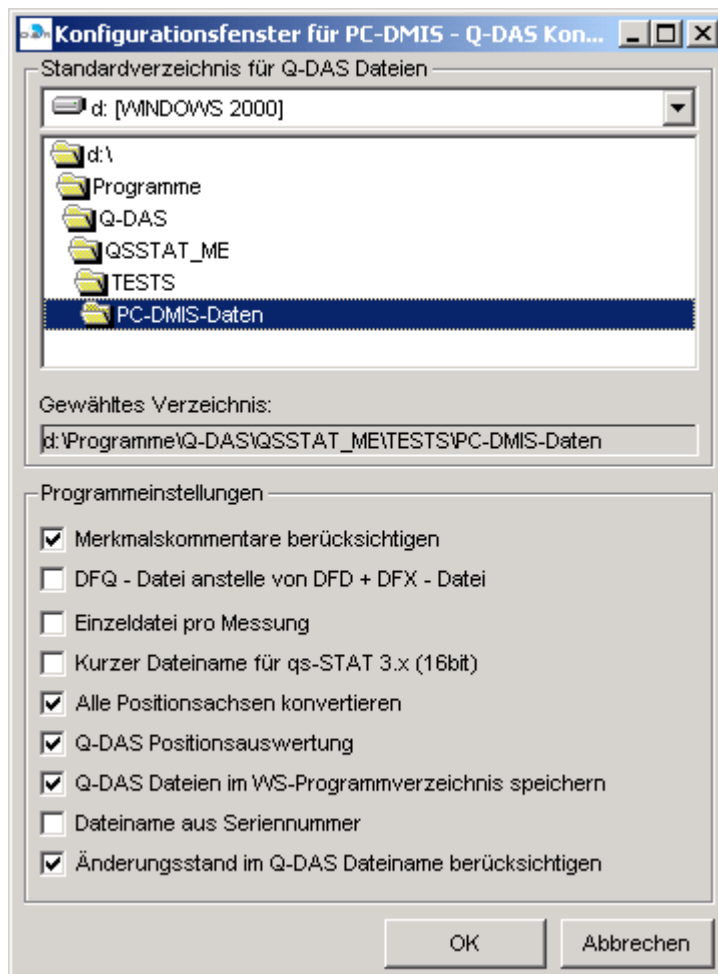 Konfigurationsfenster für PC-DMIS - Q-DAS Kon...
Standardverzeichnis für Q-DAS Dateien
d: [WINDOWS 2000]
d:\
Programme
Q-DAS
QSSTAT_ME
TESTS
PC-DMIS-Daten
Gewähltes Verzeichnis:
d:\Programme\Q-DAS\QSSTAT_ME\TESTS\PC-DMIS-Daten
Programmeinstellungen
Merkmalskommentare berücksichtigen
DFQ - Datei anstelle von DFD + DFX - Datei
Einzeldatei pro Messung
Kurzer Dateiname für qs-STAT 3.x (16bit)
Alle Positionsachsen konvertieren
Q-DAS Positionsauswertung
Q-DAS Dateien im WS-Programmverzeichnis speichern
Dateiname aus Seriennummer
Änderungsstand im Q-DAS Dateiname berücksichtigen
OK
Abbrechen